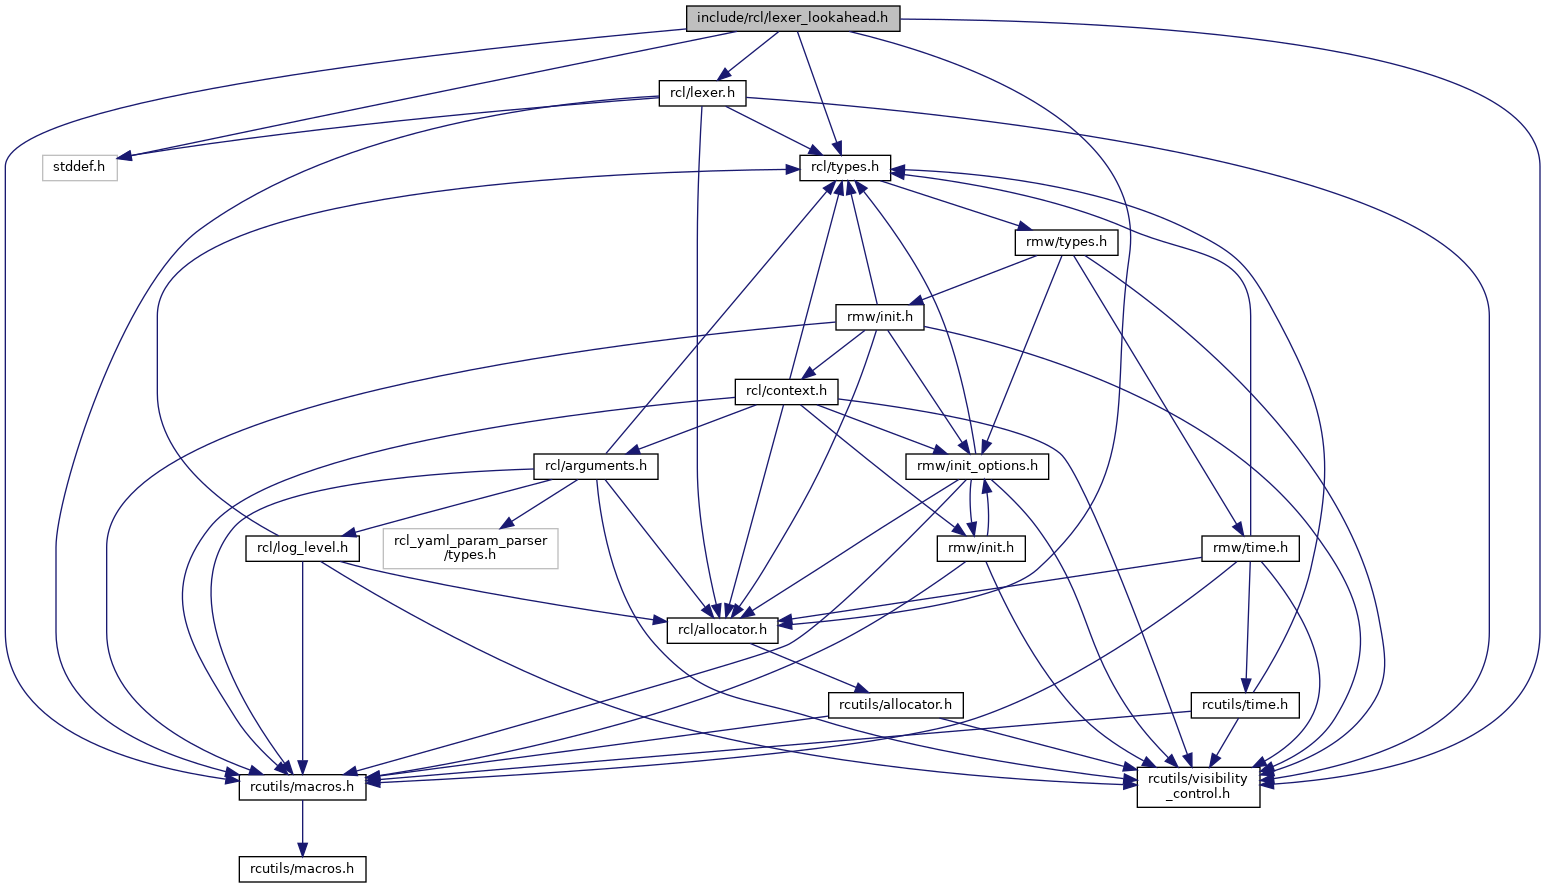 include/rcl/lexer_lookahead.h
rcl/lexer.h
stddef.h
rcl/types.h
rmw/types.h
rmw/init.h
rcl/context.h
rcl/arguments.h
rmw/init_options.h
rcl/log_level.h
rcl_yaml_param_parser
/types.h
rmw/init.h
rmw/time.h
rcl/allocator.h
rcutils/allocator.h
rcutils/time.h
rcutils/macros.h
rcutils/visibility
_control.h
rcutils/macros.h